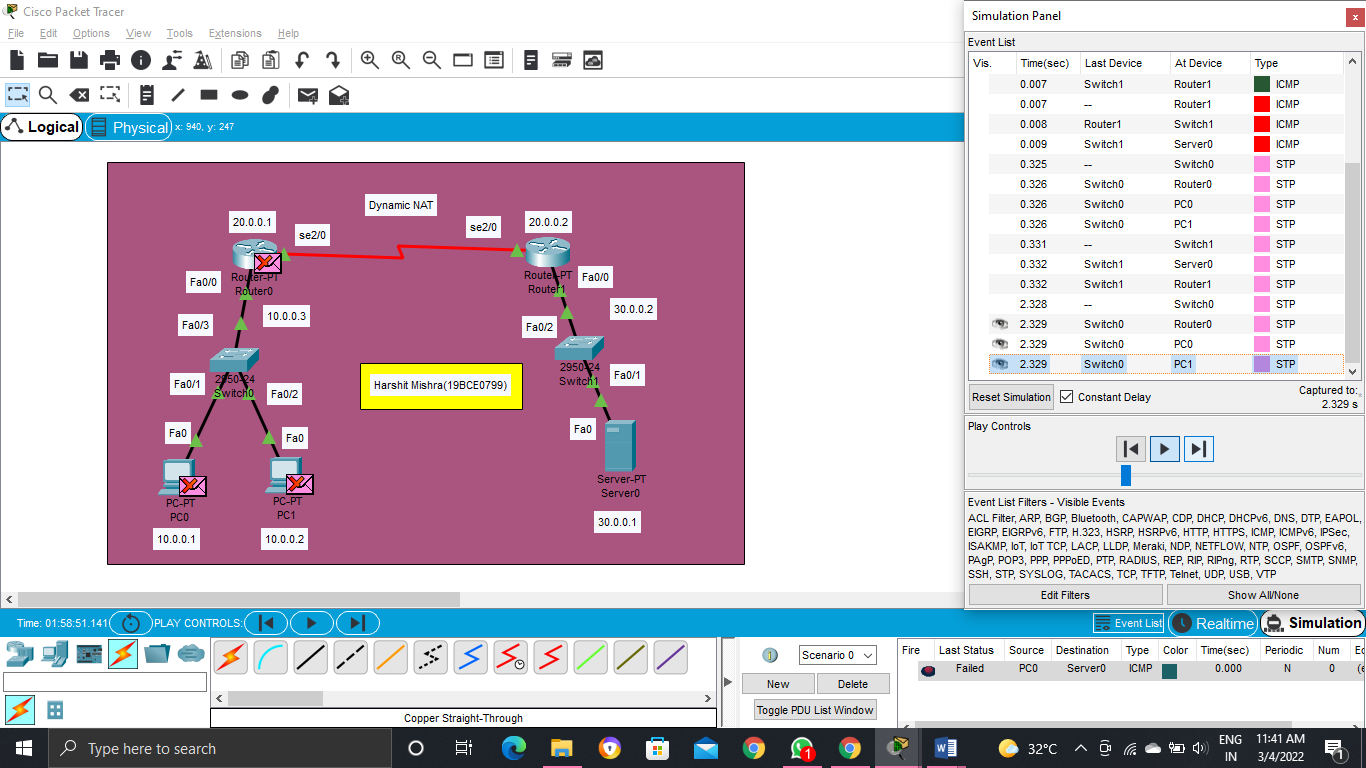 Cisco Packet Tracer
File Edit Options View Tools Extensions Help
Logical Physical x: 940, y: 247
Dynamic NAT
20.0.0.1
se2/0
se2/0
20.0.0.2
Router-PT
Router0
Router-PT
Router1
Fa0/0
Fa0/0
10.0.0.3
30.0.0.2
Fa0/3
Fa0/2
2950-24
Switch0
2950-24
Switch1
Fa0/1
Fa0/2
Fa0/1
Harshit Mishra(19BCE0799)
Fa0
Fa0
Fa0
PC-PT
PC0
PC-PT
PC1
Server-PT
Server0
10.0.0.1
10.0.0.2
30.0.0.1
Simulation Panel
Event List
Vis. Time(sec) Last Device At Device Type
0.007 Switch1 Router1 ICMP
0.007 -- Router1 ICMP
0.008 Router1 Switch1 ICMP
0.009 Switch1 Server0 ICMP
0.325 -- Switch0 STP
0.326 Switch0 Router0 STP
0.326 Switch0 PC0 STP
0.326 Switch0 PC1 STP
0.331 -- Switch1 STP
0.332 Switch1 Server0 STP
0.332 Switch1 Router1 STP
2.328 -- Switch0 STP
2.329 Switch0 Router0 STP
2.329 Switch0 PC0 STP
2.329 Switch0 PC1 STP
Reset Simulation Constant Delay Captured to:
2.329 s
Play Controls
Event List Filters - Visible Events
ACL Filter, ARP, BGP, Bluetooth, CAPWAP, CDP, DHCP, DHCPv6, DNS, DTP, EAPOL,
EIGRP, EIGRPv6, FTP, H.323, HSRP, HSRPv6, HTTP, HTTPS, ICMP, ICMPv6, IPSec,
ISAKMP, IoT, IoT TCP, LACP, LLDP, Meraki, NDP, NETFLOW, NTP, OSPF, OSPFv6,
PAgP, POP3, PPP, PPPoED, PTP, RADIUS, REP, RIP, RIPng, RTP, SCCP, SMTP, SNMP,
SSH, STP, SYSLOG, TACACS, TCP, TFTP, Telnet, UDP, USB, VTP
Edit Filters Show All/None
Time: 01:58:51.141 PLAY CONTROLS: Event List Realtime Simulation
Copper Straight-Through
Scenario 0
New Delete
Toggle PDU List Window
Fire Last Status Source Destination Type Color Time(sec) Periodic Num Ec
Failed PC0 Server0 ICMP 0.000 N 0 (e
Type here to search
1
32°C
ENG
IN
11:41 AM
3/4/2022
1